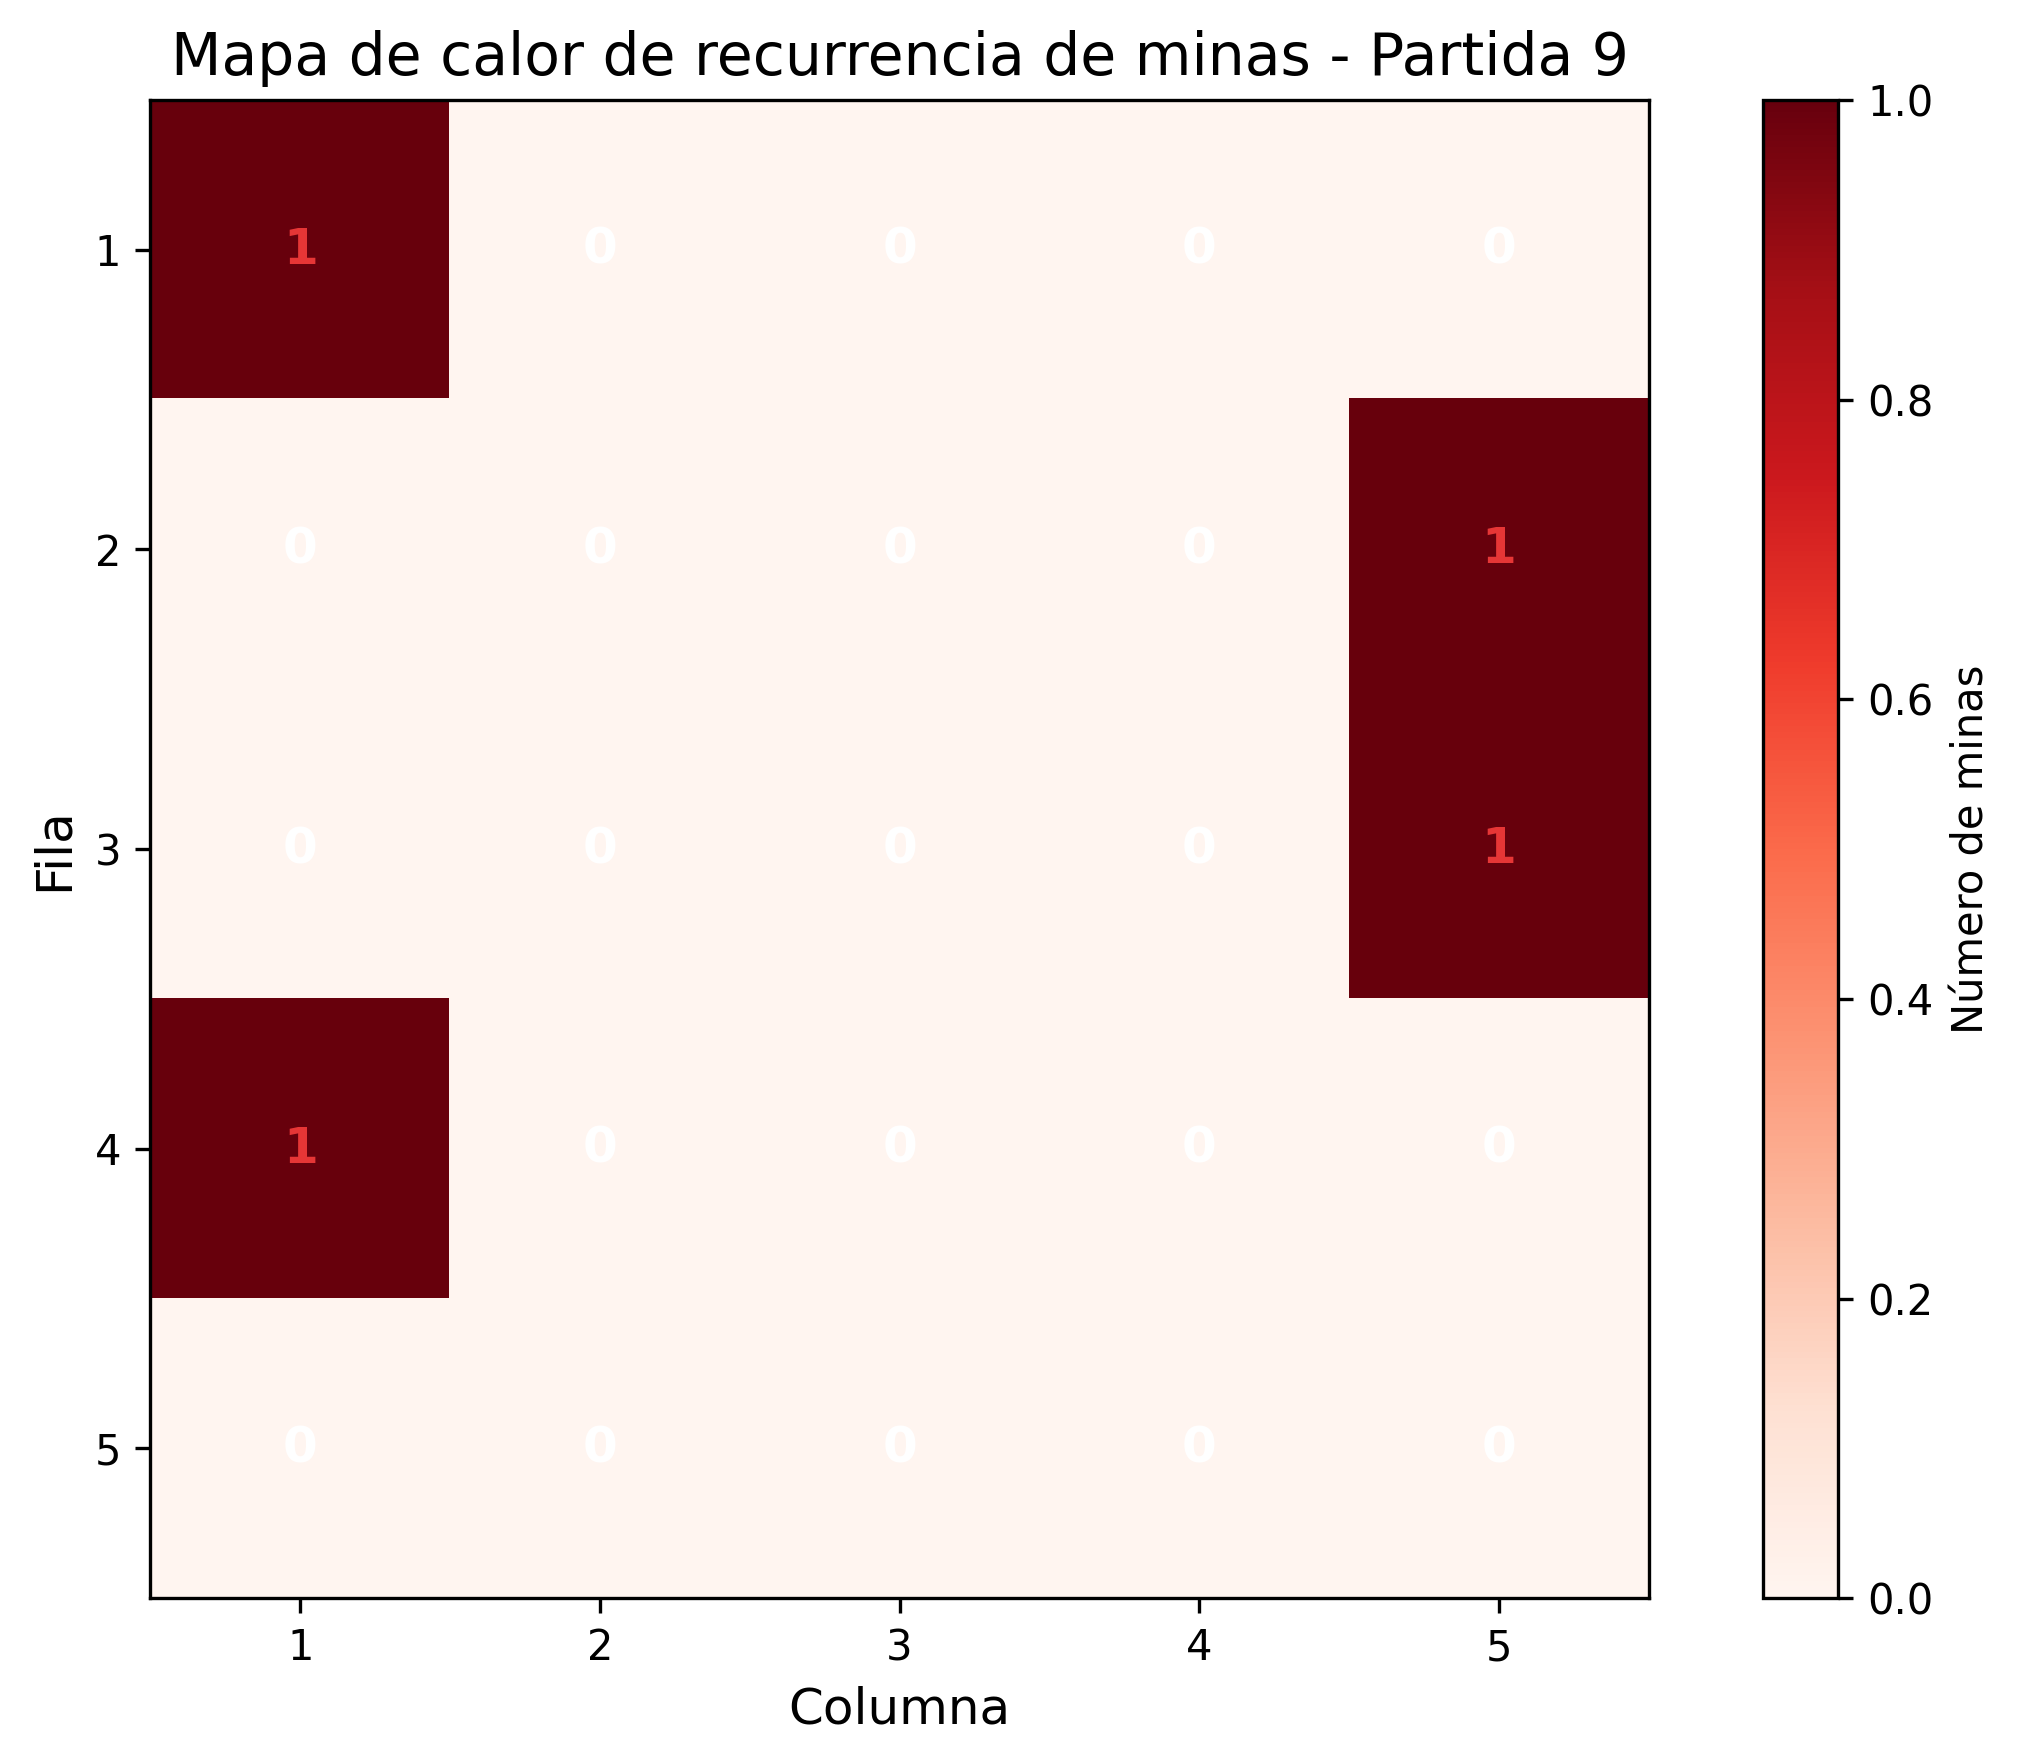 Mapa de calor de recurrencia de minas - Partida 9
1 1 0 0 0 0
2 0 0 0 0 1
3 0 0 0 0 1
4 1 0 0 0 0
5 0 0 0 0 0
1 2 3 4 5
Columna
Fila
1.0
0.8
0.6
0.4
0.2
0.0
Número de minas